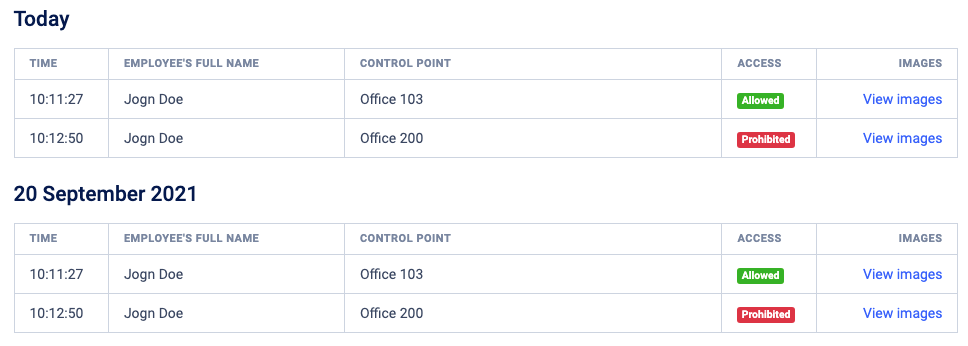 Today
TIME EMPLOYEE'S FULL NAME CONTROL POINT ACCESS IMAGES
10:11:27 Jogn Doe Office 103 Allowed View images
10:12:50 Jogn Doe Office 200 Prohibited View images
20 September 2021
TIME EMPLOYEE'S FULL NAME CONTROL POINT ACCESS IMAGES
10:11:27 Jogn Doe Office 103 Allowed View images
10:12:50 Jogn Doe Office 200 Prohibited View images